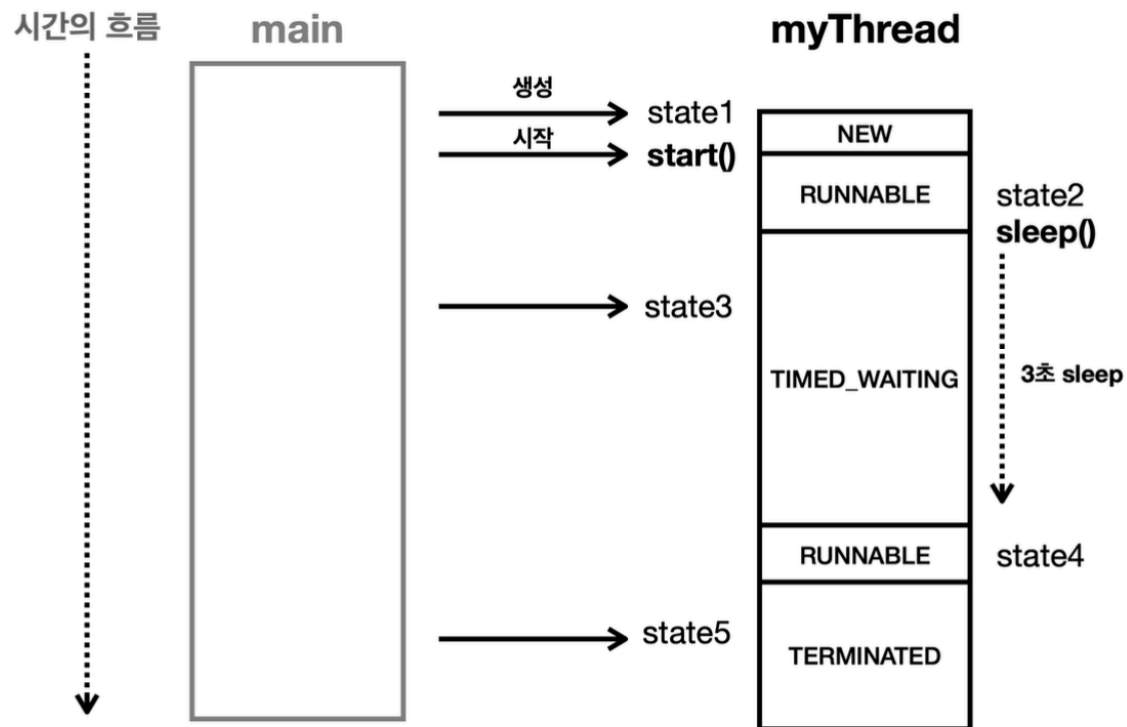 시간의 흐름
main
myThread
생성
state1
시작
start()
NEW
RUNNABLE
state2
sleep()
state3
TIMED_WAITING
3초 sleep
RUNNABLE
state4
state5
TERMINATED